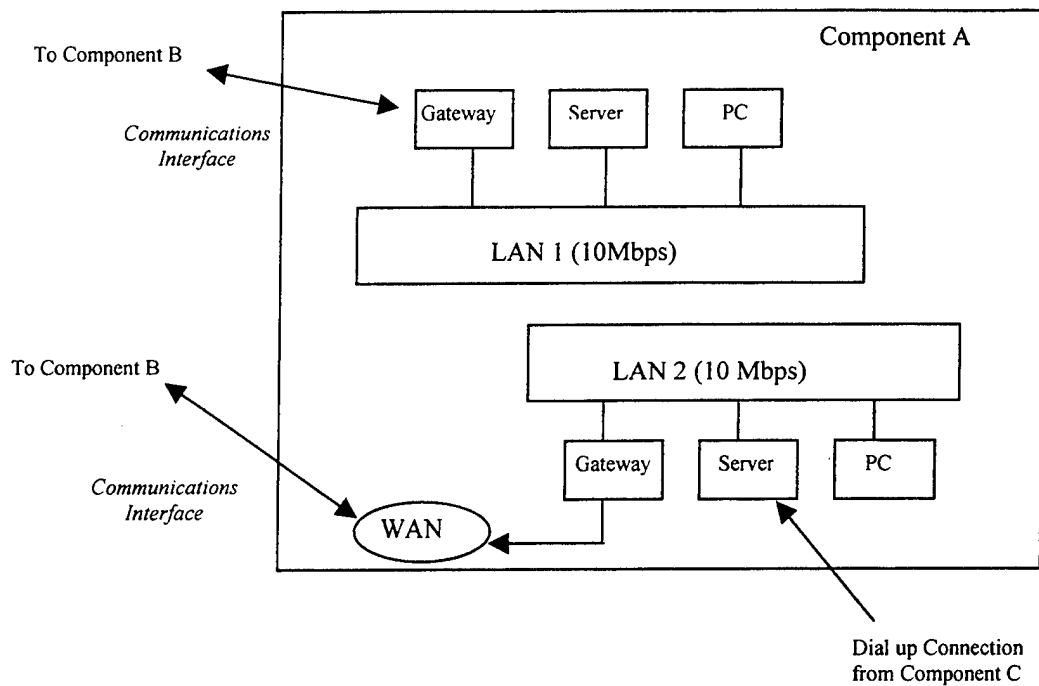 Component A
To Component B
Gateway
Server
PC
Communications
Interface
LAN 1 (10Mbps)
To Component B
LAN 2 (10 Mbps)
Gateway
Server
PC
Communications
Interface
WAN
Dial up Connection
from Component C